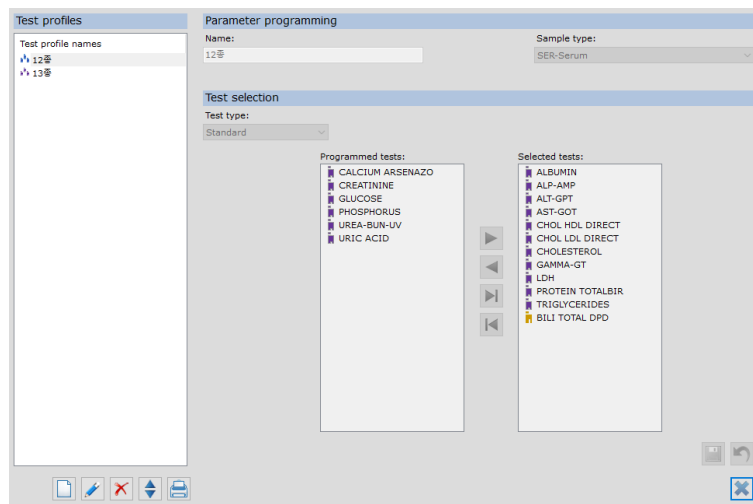 Test profiles
Test profile names
12종
13종
Parameter programming
Name:
12종
Sample type:
SER-Serum
Test selection
Test type:
Standard
Programmed tests:
CALCIUM ARSENAZO
CREATININE
GLUCOSE
PHOSPHORUS
UREA-BUN-UV
URIC ACID
Selected tests:
ALBUMIN
ALP-AMP
ALT-GPT
AST-GOT
CHOL HDL DIRECT
CHOL LDL DIRECT
CHOLESTEROL
GAMMA-GT
LDH
PROTEIN TOTALBIR
TRIGLYCERIDES
BILI TOTAL DPD